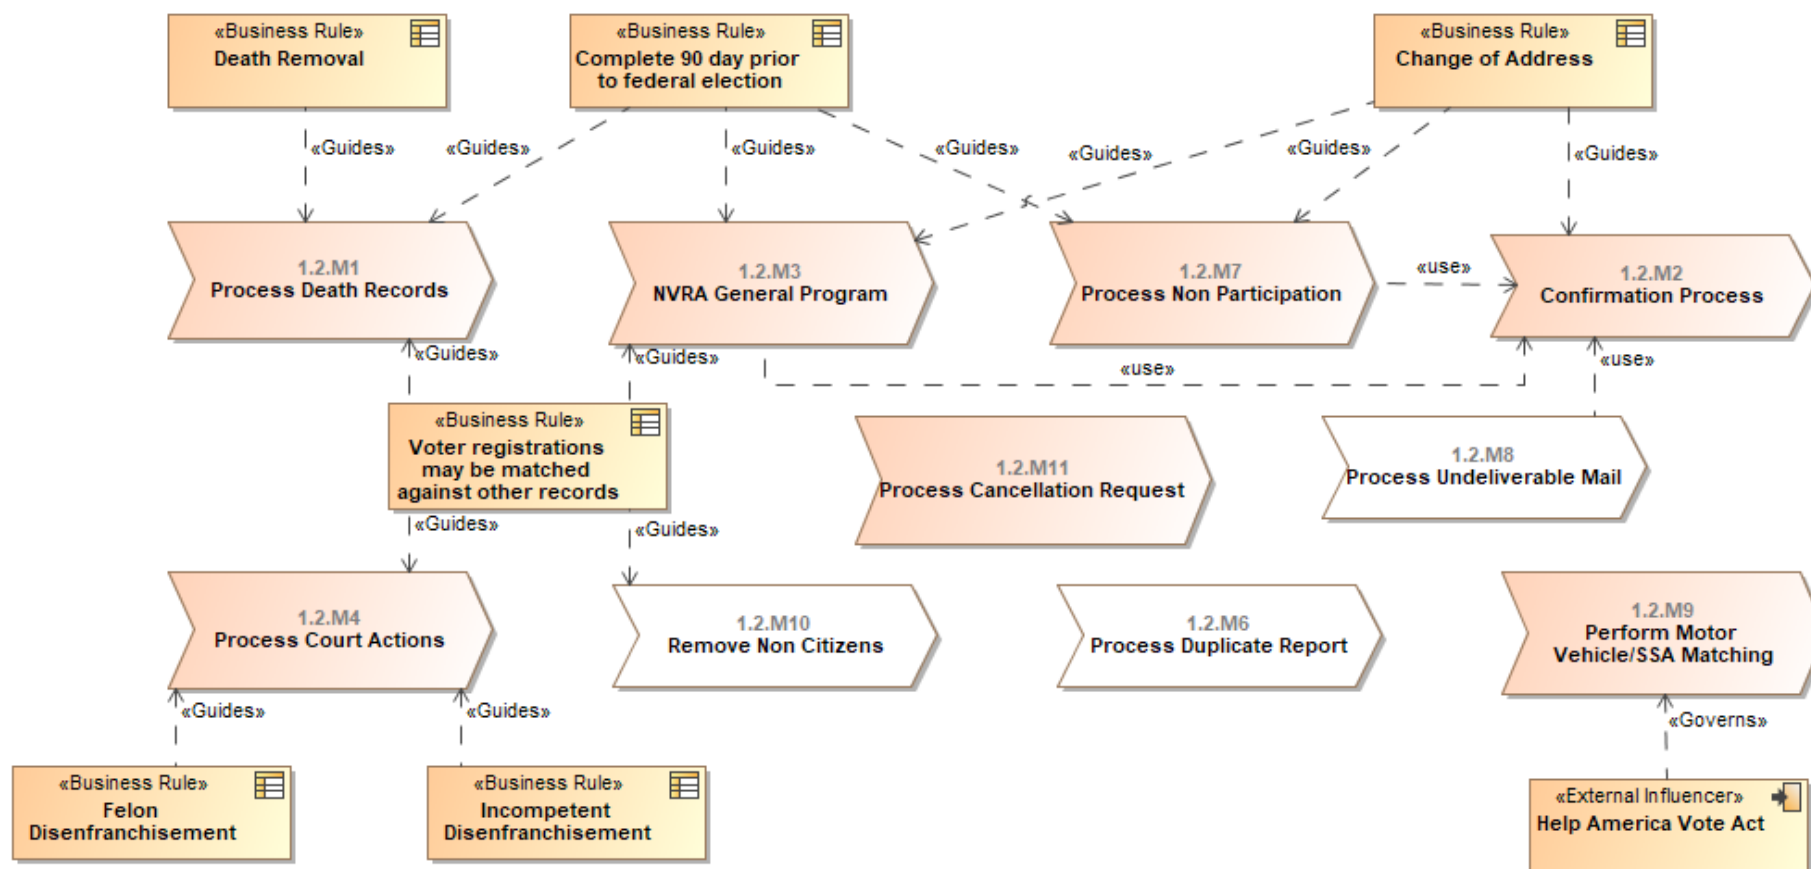 «Business Rule»
Death Removal
«Business Rule»
Complete 90 day prior
to federal election
«Business Rule»
Change of Address
«Guides»
«Guides»
«Guides»
«Guides»
«Guides»
«Guides»
«Guides»
1.2.M1
Process Death Records
1.2.M3
NVRA General Program
1.2.M7
Process Non Participation
«use»
1.2.M2
Confirmation Process
«Guides»
«Guides»
«use»
«use»
«Business Rule»
Voter registrations
may be matched
against other records
1.2.M11
Process Cancellation Request
1.2.M8
Process Undeliverable Mail
«Guides»
«Guides»
1.2.M4
Process Court Actions
1.2.M10
Remove Non Citizens
1.2.M6
Process Duplicate Report
1.2.M9
Perform Motor
Vehicle/SSA Matching
«Guides»
«Guides»
«Governs»
«Business Rule»
Felon
Disenfranchisement
«Business Rule»
Incompetent
Disenfranchisement
«External Influencer»
Help America Vote Act